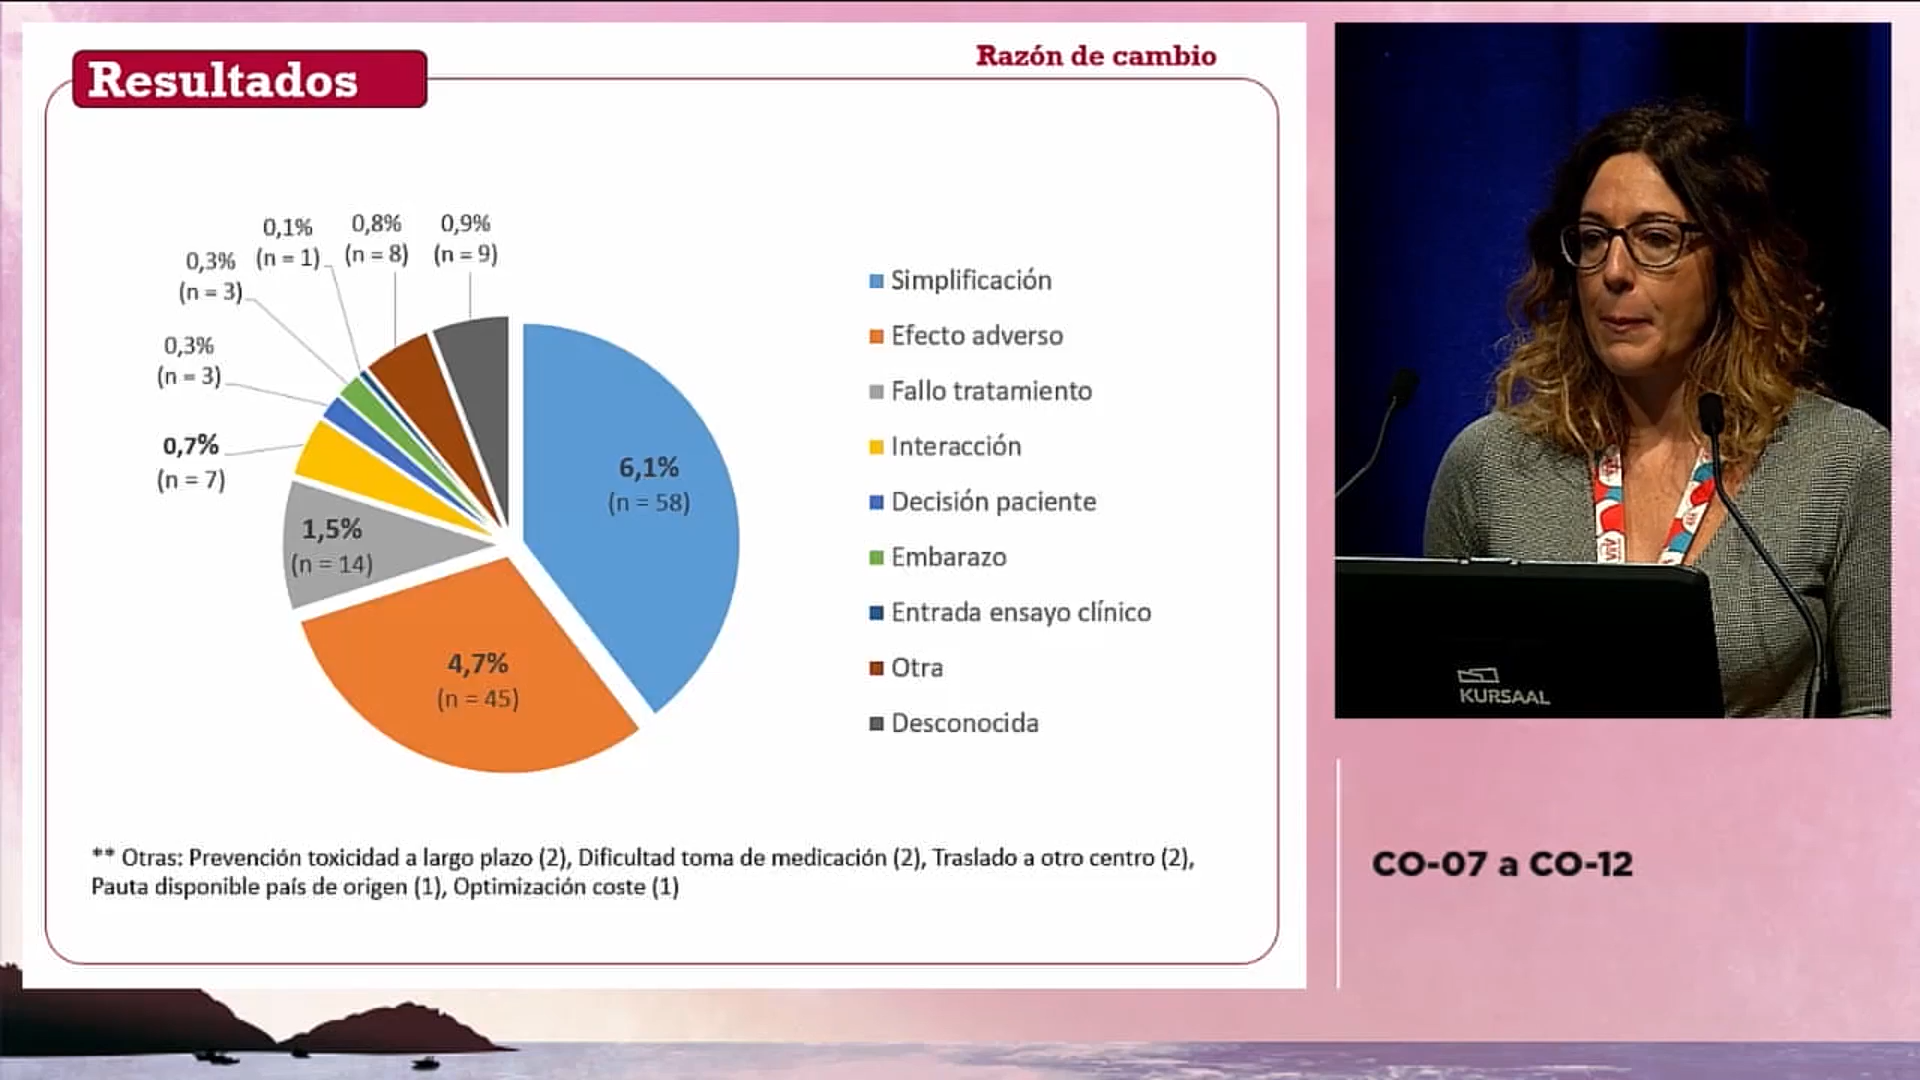 Resultados
Razón de cambio
0,1%
(n = 1)
0,8%
(n = 8)
0,9%
(n = 9)
0,3%
(n = 3)
0,3%
(n = 3)
0,7%
(n = 7)
1,5%
(n = 14)
6,1%
(n = 58)
4,7%
(n = 45)
Simplificación
Efecto adverso
Fallo tratamiento
Interacción
Decisión paciente
Embarazo
Entrada ensayo clínico
Otra
Desconocida
** Otras: Prevención toxicidad a largo plazo (2), Dificultad toma de medicación (2), Traslado a otro centro (2),
Pauta disponible país de origen (1), Optimización coste (1)
KURSAAL
CO-07 a CO-12